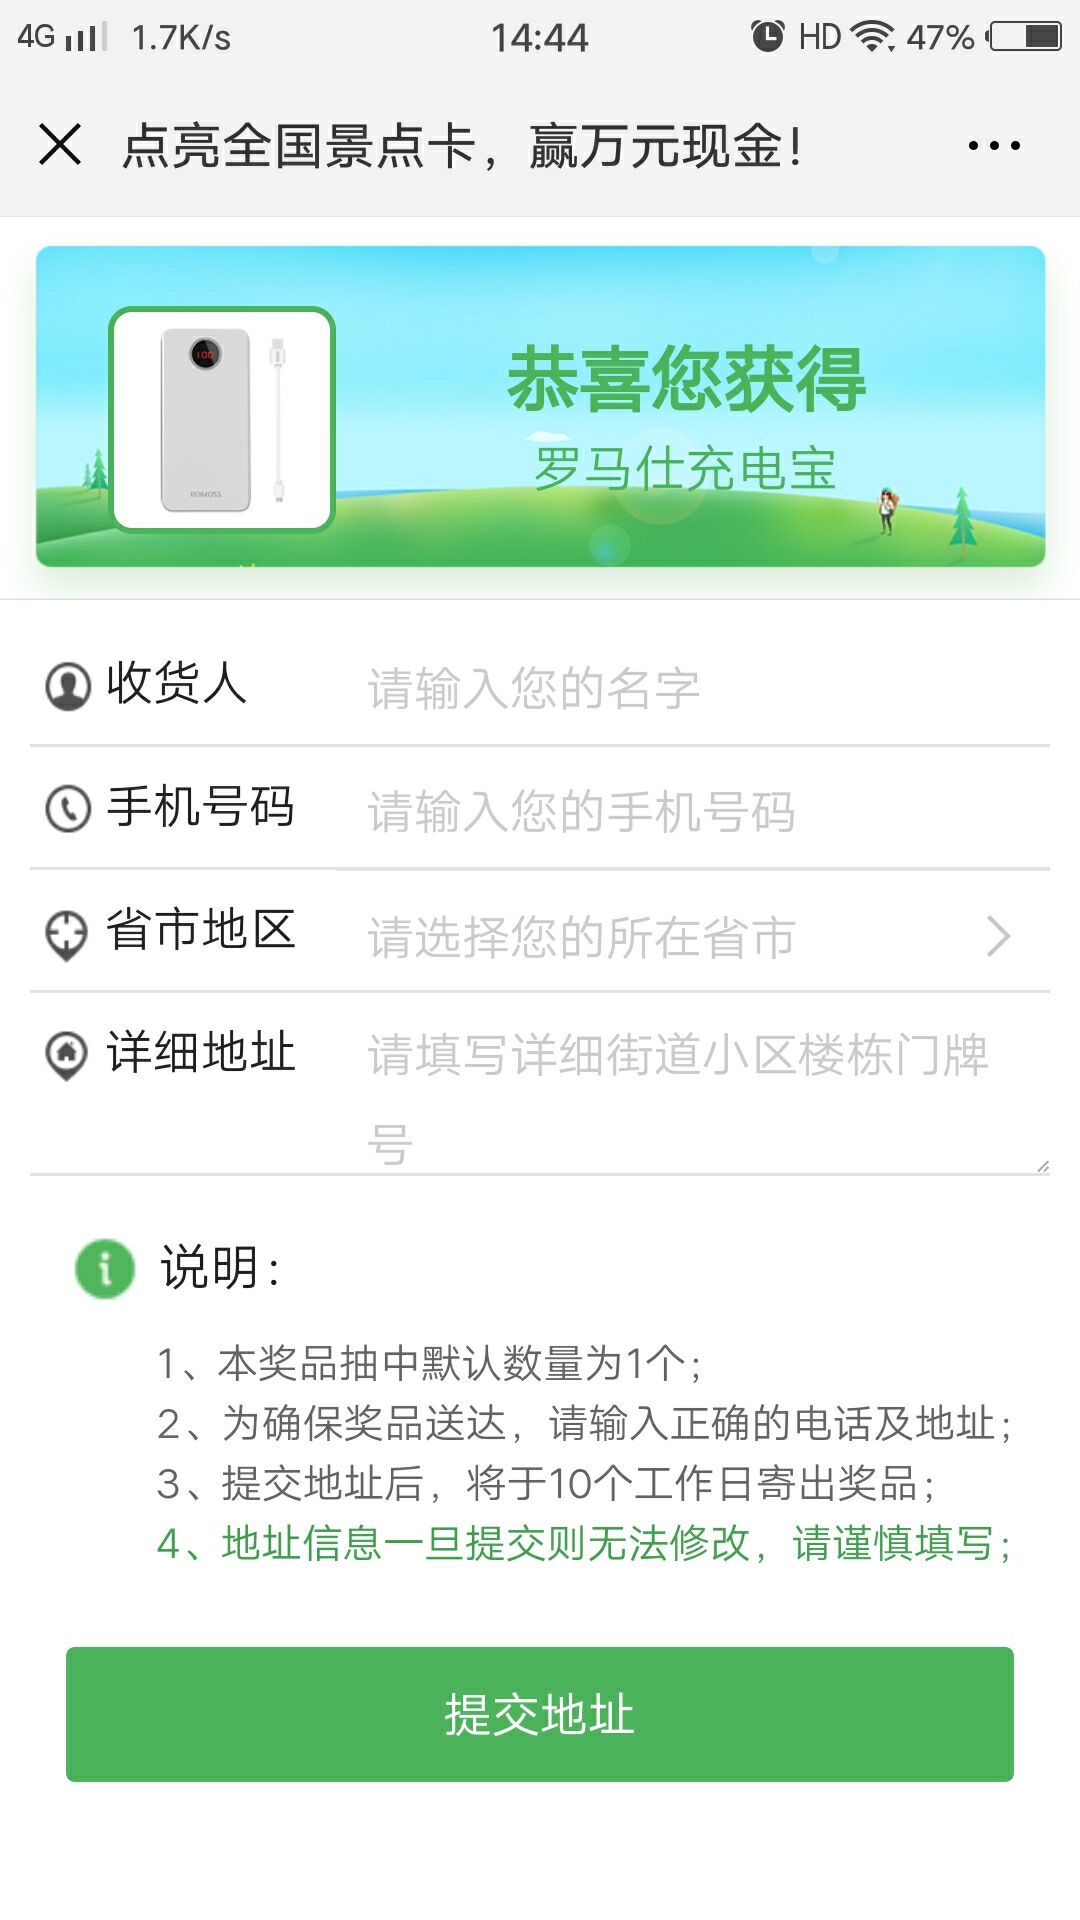 4G 1.7K/s 14:44 HD 47%
点亮全国景点卡，赢万元现金！
100
恭喜您获得
罗马仕充电宝
ROMOSS
收货人 请输入您的名字
手机号码 请输入您的手机号码
省市地区 请选择您的所在省市
详细地址 请填写详细街道小区楼栋门牌
号
说明：
1、本奖品抽中默认数量为1个；
2、为确保奖品送达，请输入正确的电话及地址；
3、提交地址后，将于10个工作日寄出奖品；
4、地址信息一旦提交则无法修改，请谨慎填写；
提交地址